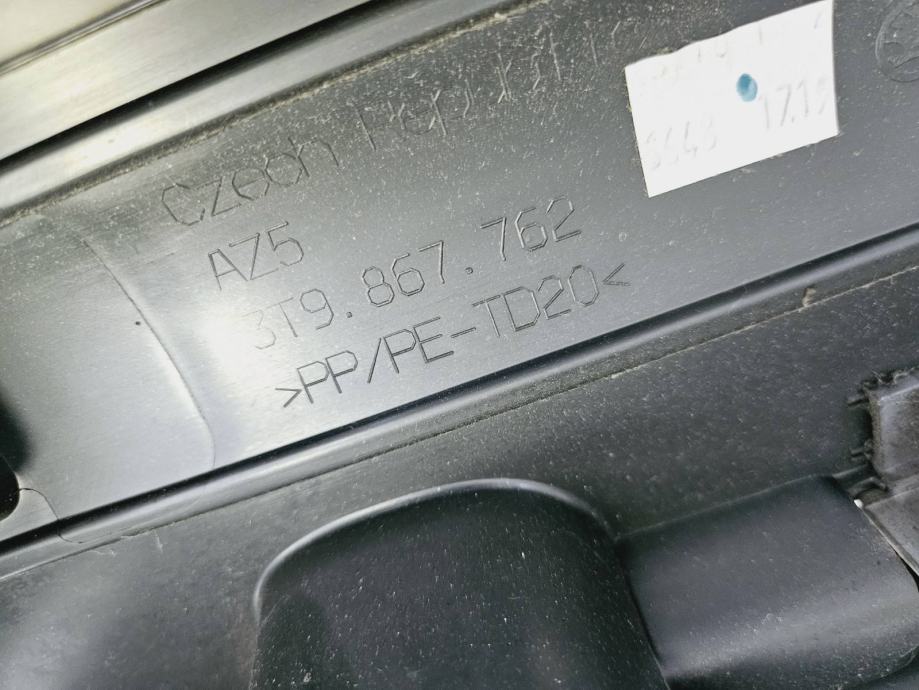 Czech Republic
AZ5
3T9.867.762
>PP/PE-TD20<